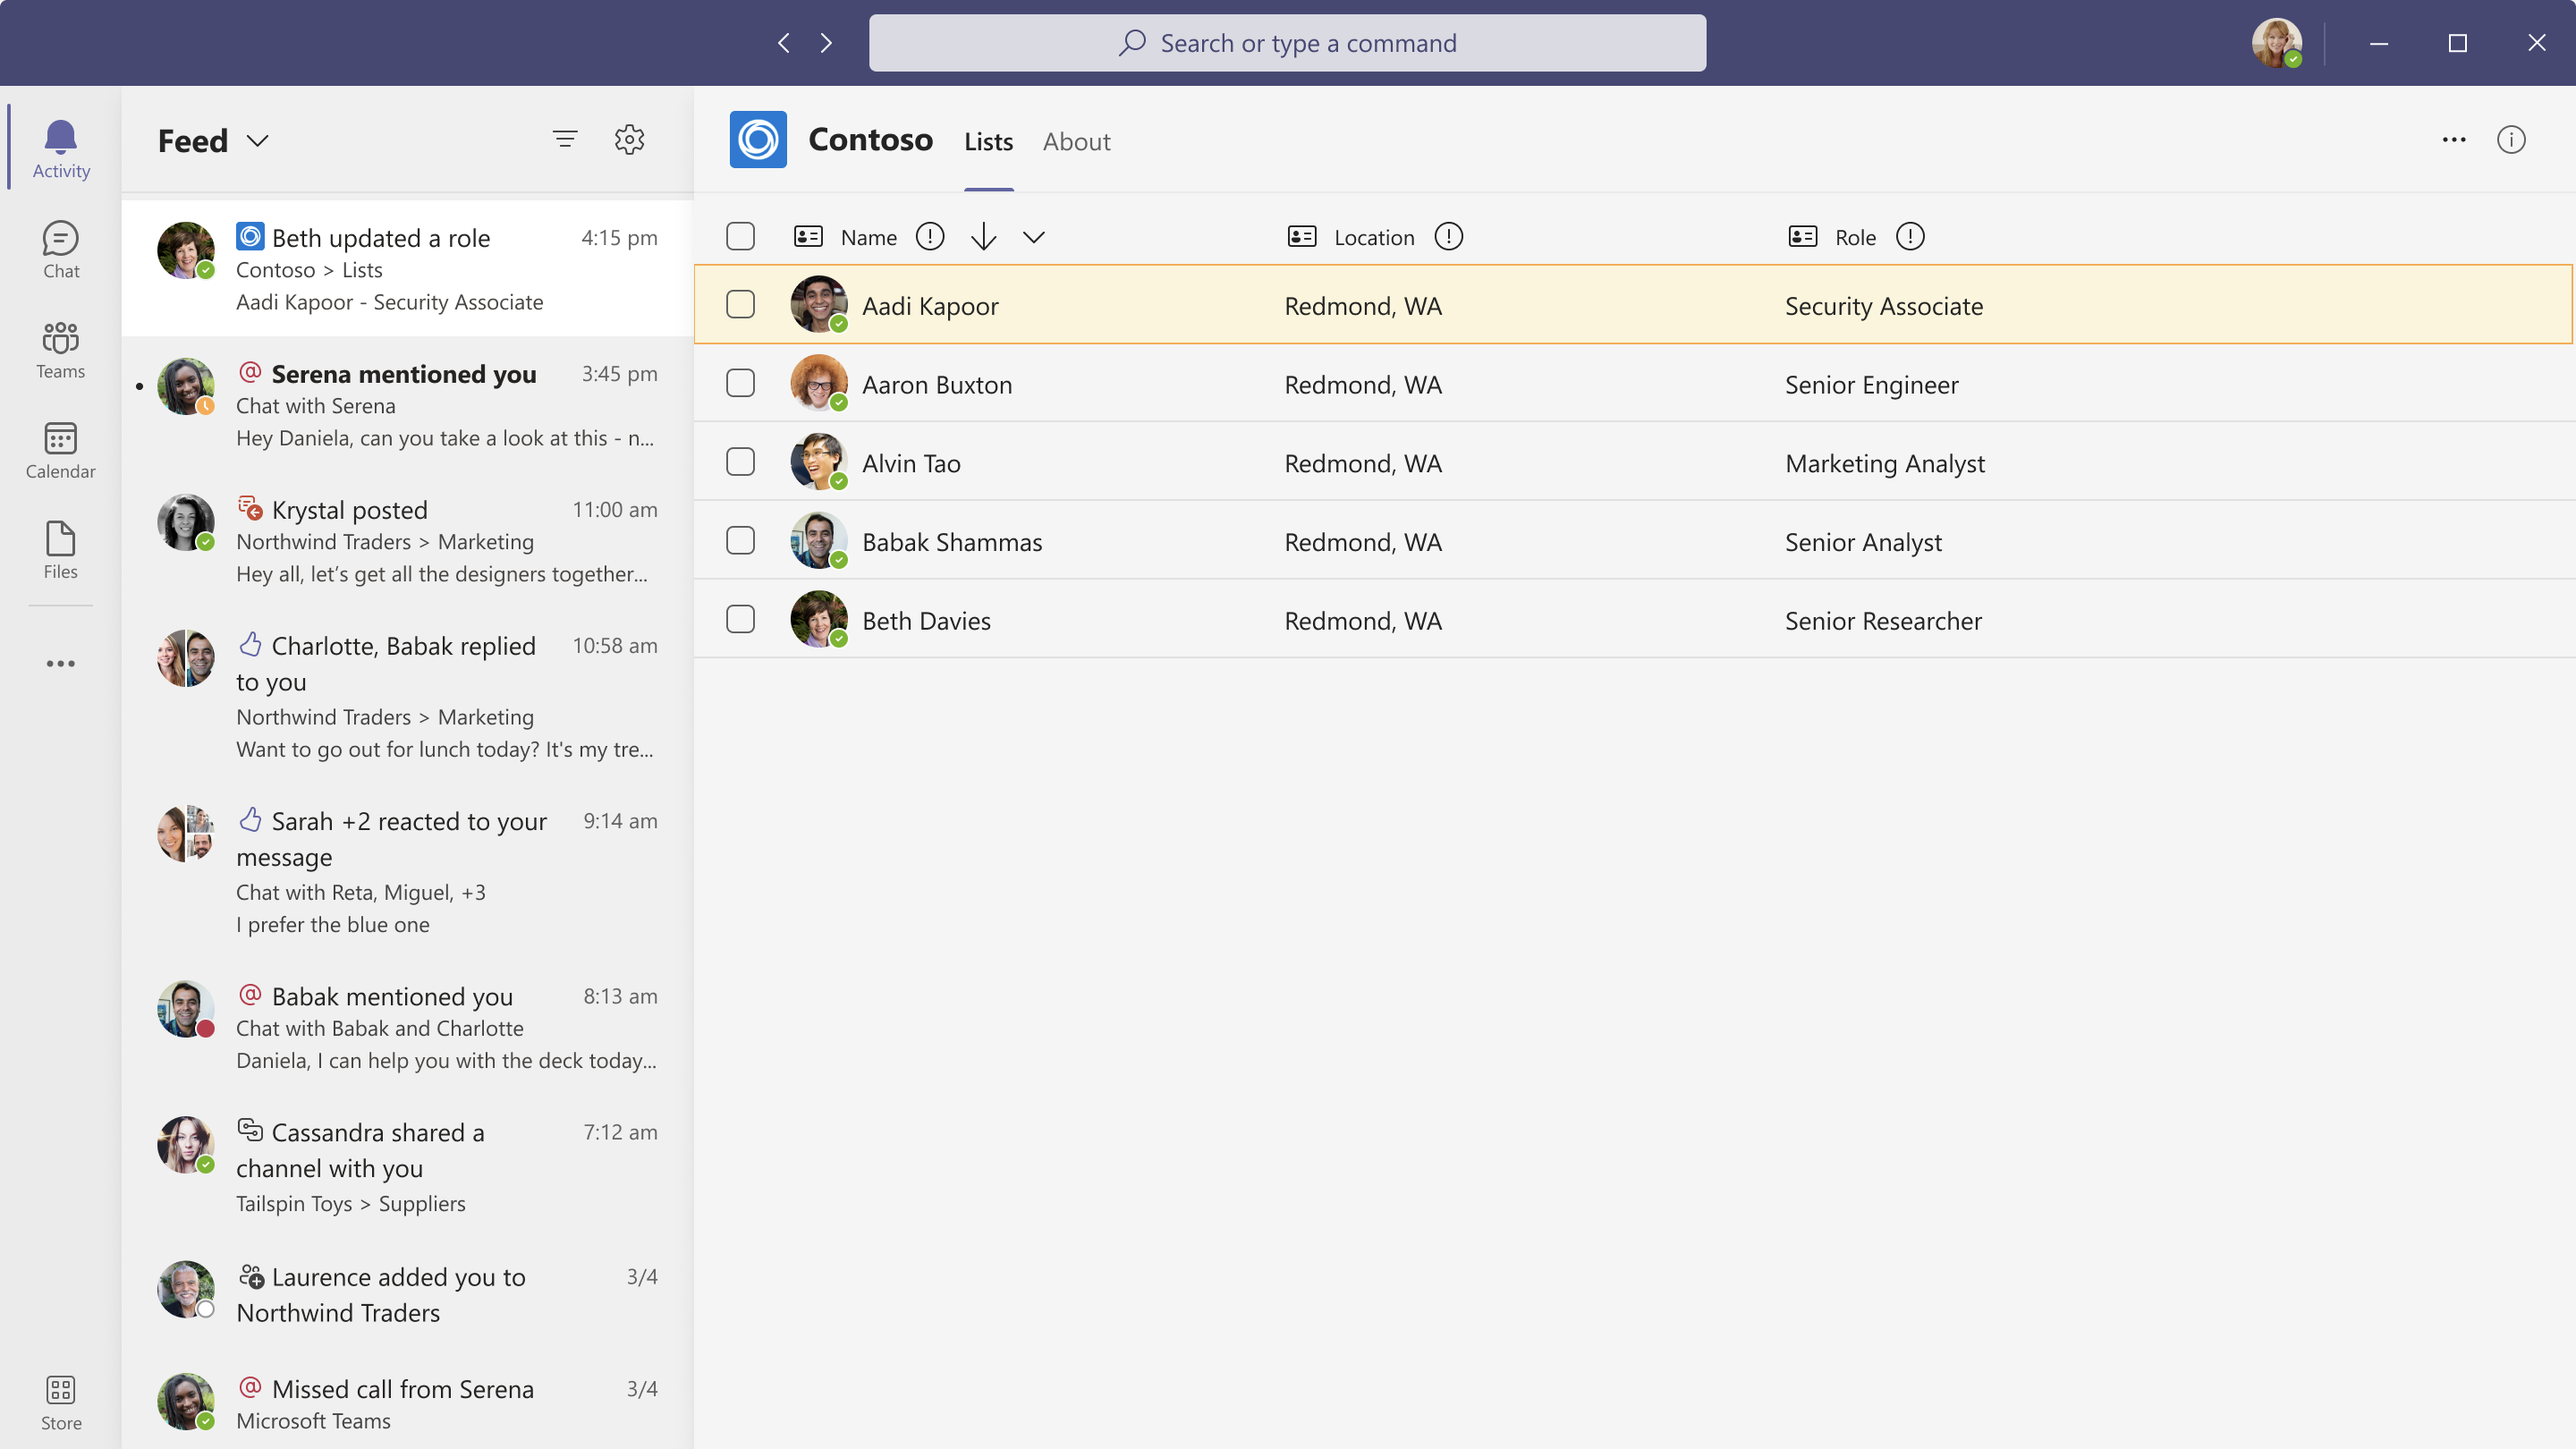 Search or type a command
Activity
Chat
Teams
Calendar
Files
Store
Feed
Beth updated a role 4:15 pm
Contoso > Lists
Aadi Kapoor - Security Associate
@ Serena mentioned you 3:45 pm
Chat with Serena
Hey Daniela, can you take a look at this - n...
Krystal posted 11:00 am
Northwind Traders > Marketing
Hey all, let’s get all the designers together...
Charlotte, Babak replied 10:58 am
to you
Northwind Traders > Marketing
Want to go out for lunch today? It's my tre...
Sarah +2 reacted to your 9:14 am
message
Chat with Reta, Miguel, +3
I prefer the blue one
@ Babak mentioned you 8:13 am
Chat with Babak and Charlotte
Daniela, I can help you with the deck today...
Cassandra shared a 7:12 am
channel with you
Tailspin Toys > Suppliers
Laurence added you to 3/4
Northwind Traders
@ Missed call from Serena 3/4
Microsoft Teams
Contoso Lists About
Name Location Role
Aadi Kapoor Redmond, WA Security Associate
Aaron Buxton Redmond, WA Senior Engineer
Alvin Tao Redmond, WA Marketing Analyst
Babak Shammas Redmond, WA Senior Analyst
Beth Davies Redmond, WA Senior Researcher